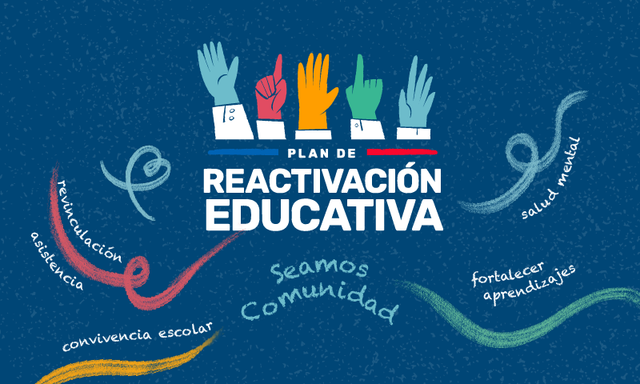 PLAN DE
REACTIVACIÓN
EDUCATIVA
revinculación
asistencia
salud mental
Seamos
Comunidad
fortalecer
aprendizajes
convivencia escolar